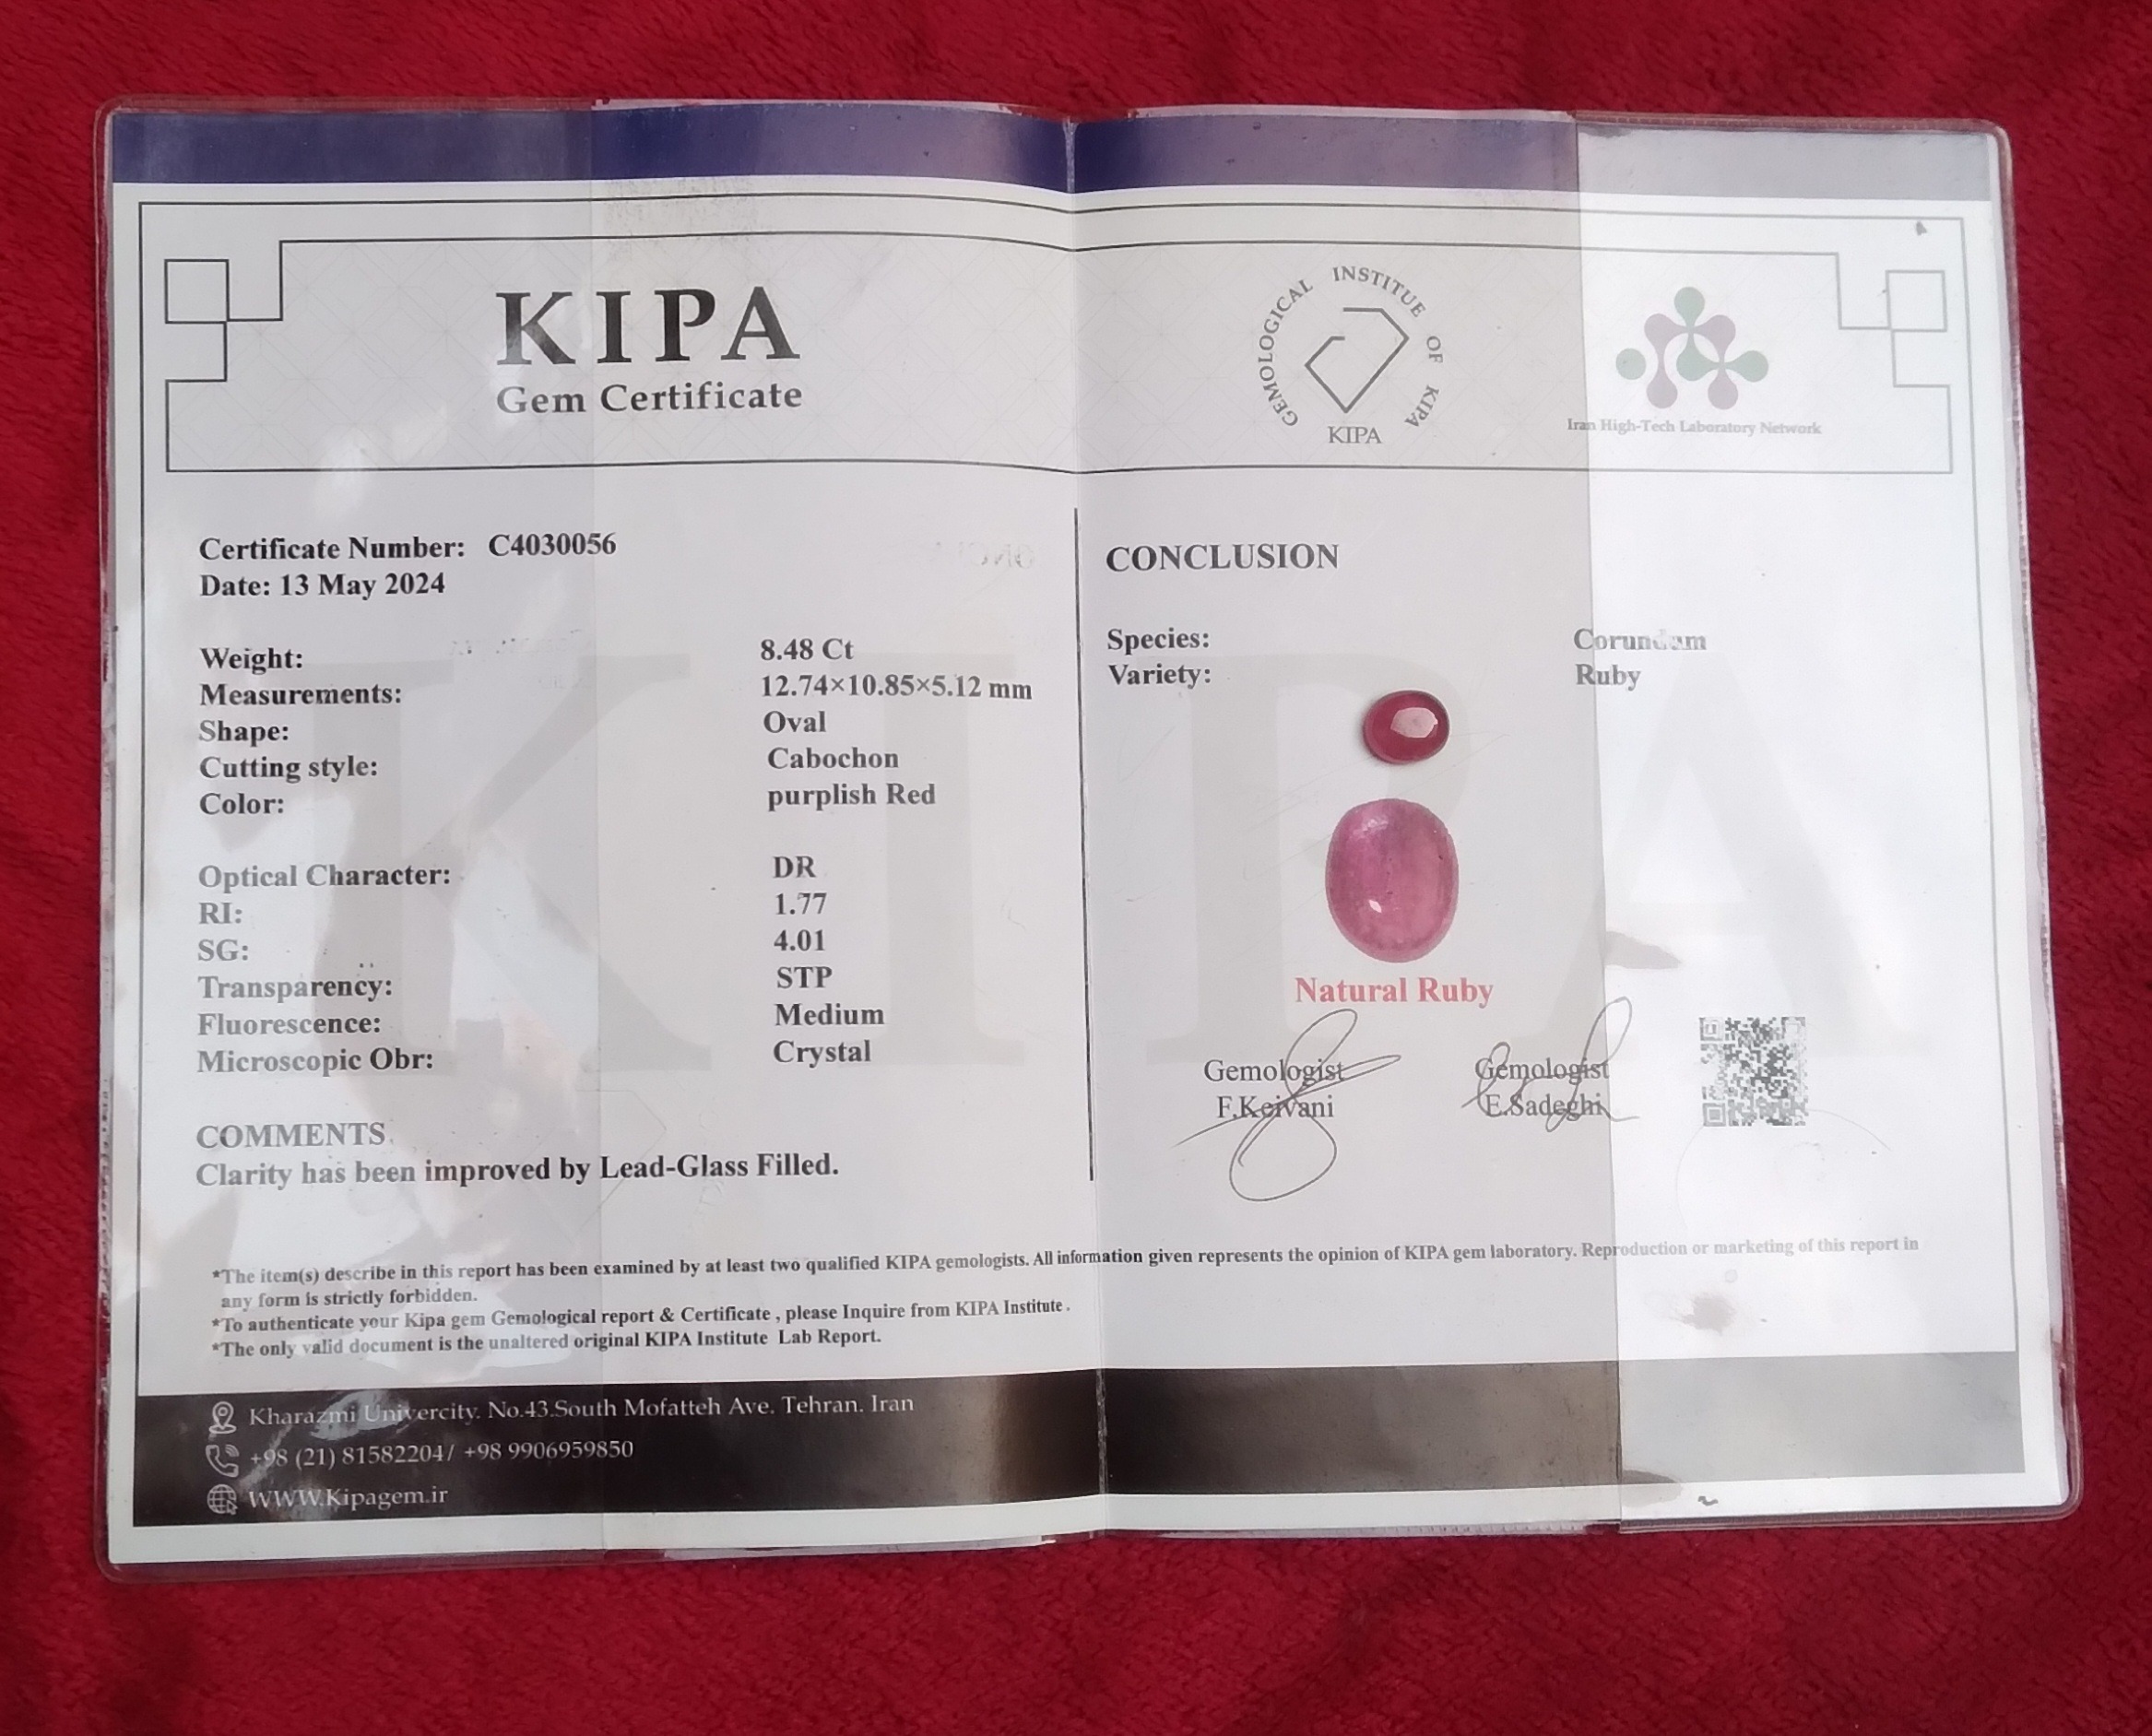 KIPA
Gem Certificate
GEMOLOGICAL INSTITUE OF KIPA
KIPA
Iran High-Tech Laboratory Network
Certificate Number: C4030056
Date: 13 May 2024
Weight: 8.48 Ct
Measurements: 12.74×10.85×5.12 mm
Shape: Oval
Cutting style: Cabochon
Color: purplish Red
Optical Character: DR
RI: 1.77
SG: 4.01
Transparency: STP
Fluorescence: Medium
Microscopic Obr: Crystal
COMMENTS
Clarity has been improved by Lead-Glass Filled.
CONCLUSION
Species: Corundum
Variety: Ruby
Natural Ruby
Gemologist
F.Keivani
Gemologist
E.Sadeghi
*The item(s) describe in this report has been examined by at least two qualified KIPA gemologists. All information given represents the opinion of KIPA gem laboratory. Reproduction or marketing of this report in
any form is strictly forbidden.
*To authenticate your Kipa gem Gemological report & Certificate , please Inquire from KIPA Institute .
*The only valid document is the unaltered original KIPA Institute Lab Report.
Kharazmi Univercity. No.43.South Mofatteh Ave. Tehran. Iran
+98 (21) 81582204/ +98 9906959850
WWW.Kipagem.ir
KIPA